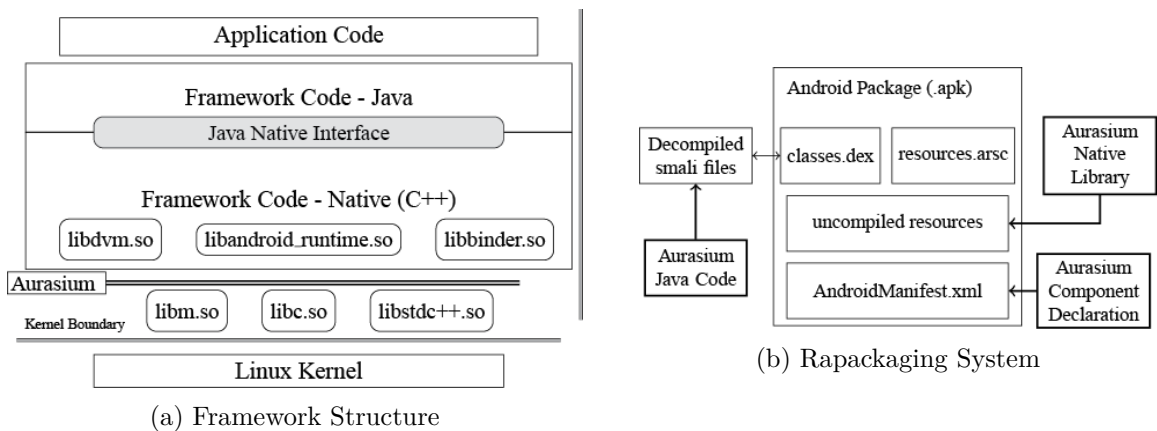 Application Code
Framework Code - Java
Java Native Interface
Framework Code - Native (C++)
libdvm.so
libandroid_runtime.so
libbinder.so
Aurasium
libm.so
libc.so
libstdc++.so
Kernel Boundary
Linux Kernel
(a) Framework Structure
Android Package (.apk)
Decompiled
smali files
classes.dex
resources.arsc
Aurasium
Native
Library
uncompiled resources
Aurasium
Java Code
AndroidManifest.xml
Aurasium
Component
Declaration
(b) Rapackaging System